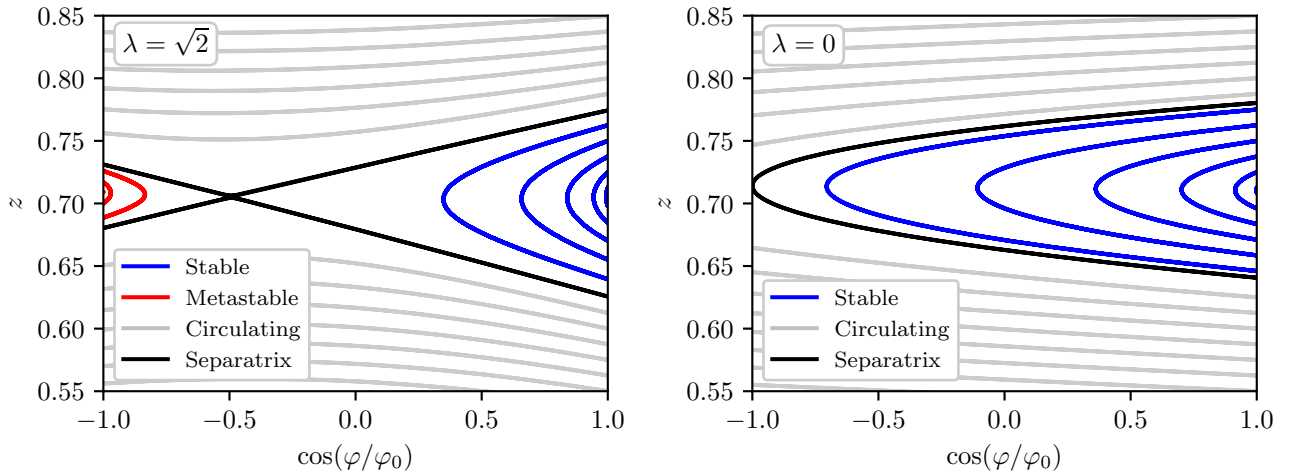 λ = √2
z
0.85
0.80
0.75
0.70
0.65
0.60
0.55
Stable
Metastable
Circulating
Separatrix
−1.0 −0.5 0.0 0.5 1.0
cos(φ/φ₀)
λ = 0
z
0.85
0.80
0.75
0.70
0.65
0.60
0.55
Stable
Circulating
Separatrix
−1.0 −0.5 0.0 0.5 1.0
cos(φ/φ₀)